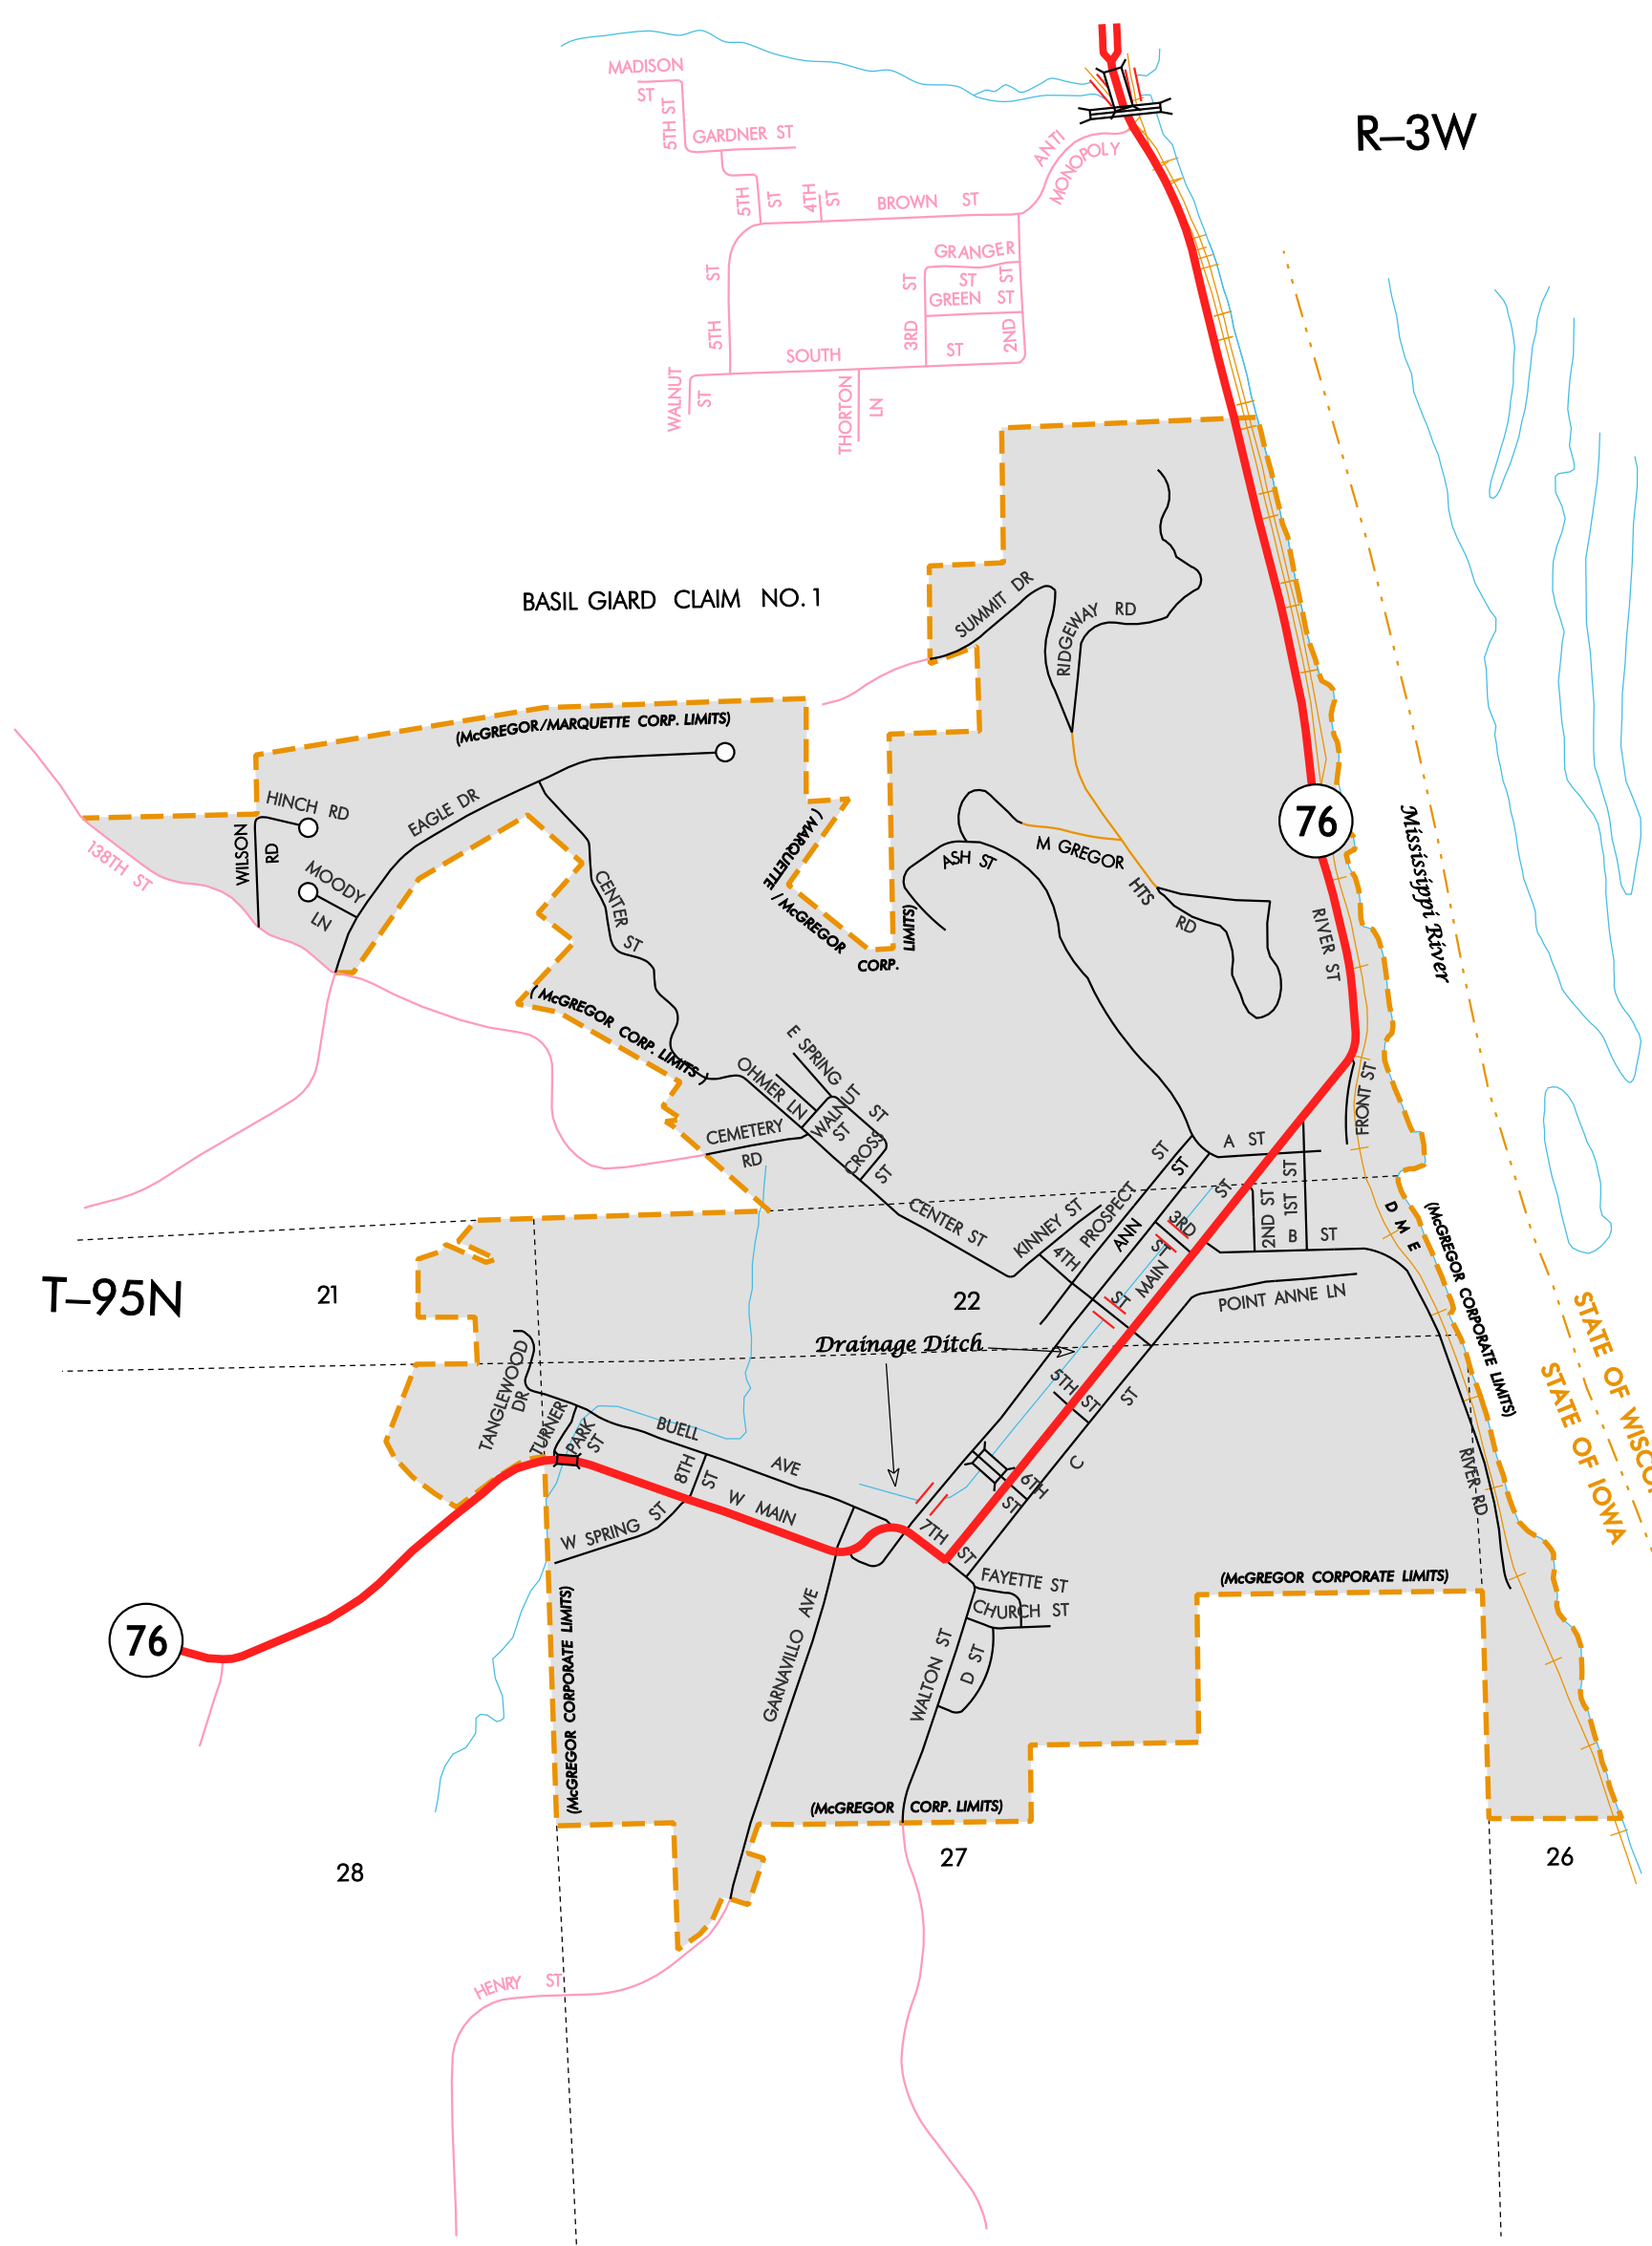 MADISON
ST
5TH ST
GARDNER ST
R–3W
ANTI
MONOPOLY
5TH
ST
4TH
ST
BROWN ST
GRANGER
ST
ST
5TH
ST
3RD
ST
GREEN ST
2ND
SOUTH
ST
WALNUT
ST
THORTON
LN
BASIL GIARD CLAIM NO. 1
SUMMIT DR
RIDGEWAY RD
(McGREGOR/MARQUETTE CORP. LIMITS)
HINCH RD
EAGLE DR
WILSON
RD
138TH ST
MOODY
LN
CENTER ST
( MARQUETTE
/ McGREGOR
CORP.
LIMITS)
ASH ST
M GREGOR
HTS
RD
76
Mississippi River
RIVER ST
( McGREGOR CORP. LIMITS )
E SPRING ST
OHMER LN
WALNUT
ST
CROSS
ST
CEMETERY
RD
CENTER ST
FRONT ST
A ST
KINNEY ST
PROSPECT
ST
ANN
ST
4TH
ST
3RD
ST
MAIN
ST
2ND ST
1ST ST
B ST
D M E
(McGREGOR CORPORATE LIMITS)
STATE OF WISCO
STATE OF IOWA
T–95N
21
22
POINT ANNE LN
Drainage Ditch
TANGLEWOOD
DR
TURNER
PARK
ST
BUELL
AVE
5TH
ST
C
ST
8TH
ST
W MAIN
W SPRING ST
6TH
ST
7TH
ST
RIVER RD
FAYETTE ST
CHURCH ST
D ST
WALTON ST
GARNAVILLO AVE
76
(McGREGOR CORPORATE LIMITS)
(McGREGOR CORPORATE LIMITS)
(McGREGOR CORP. LIMITS)
28
27
26
HENRY ST